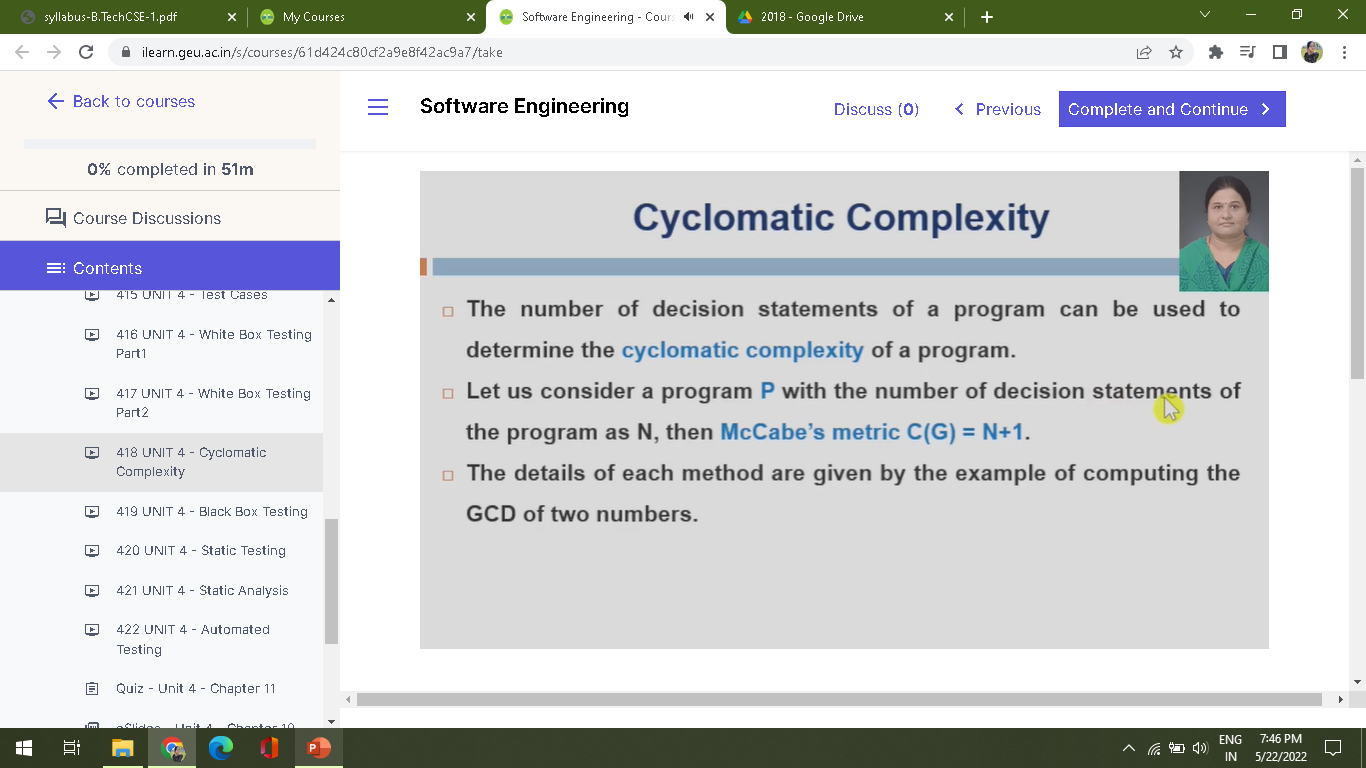 syllabus-B.TechCSE-1.pdf
My Courses
Software Engineering - Cours
2018 - Google Drive
ilearn.geu.ac.in/s/courses/61d424c80cf2a9e8f42ac9a7/take
Back to courses
0% completed in 51m
Course Discussions
Contents
415 UNIT 4 - Test Cases
416 UNIT 4 - White Box Testing
Part1
417 UNIT 4 - White Box Testing
Part2
418 UNIT 4 - Cyclomatic
Complexity
419 UNIT 4 - Black Box Testing
420 UNIT 4 - Static Testing
421 UNIT 4 - Static Analysis
422 UNIT 4 - Automated
Testing
Quiz - Unit 4 - Chapter 11
eSlides - Unit 4 - Chapter 10
Software Engineering
Discuss (0)
Previous
Complete and Continue
Cyclomatic Complexity
The number of decision statements of a program can be used to
determine the cyclomatic complexity of a program.
Let us consider a program P with the number of decision statements of
the program as N, then McCabe's metric C(G) = N+1.
The details of each method are given by the example of computing the
GCD of two numbers.
ENG
IN
7:46 PM
5/22/2022